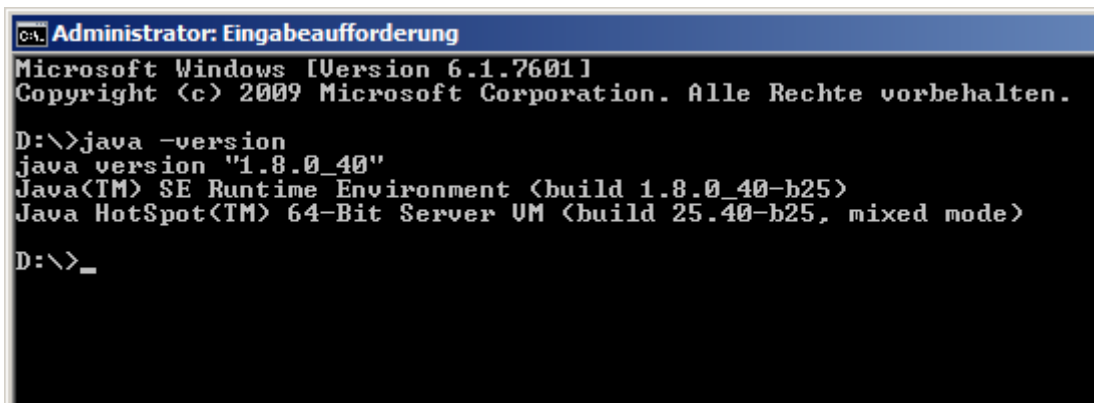 Administrator: Eingabeaufforderung
Microsoft Windows [Version 6.1.7601]
Copyright (c) 2009 Microsoft Corporation. Alle Rechte vorbehalten.
D:\>java -version
java version "1.8.0_40"
Java(TM) SE Runtime Environment (build 1.8.0_40-b25)
Java HotSpot(TM) 64-Bit Server VM (build 25.40-b25, mixed mode)
D:\>_